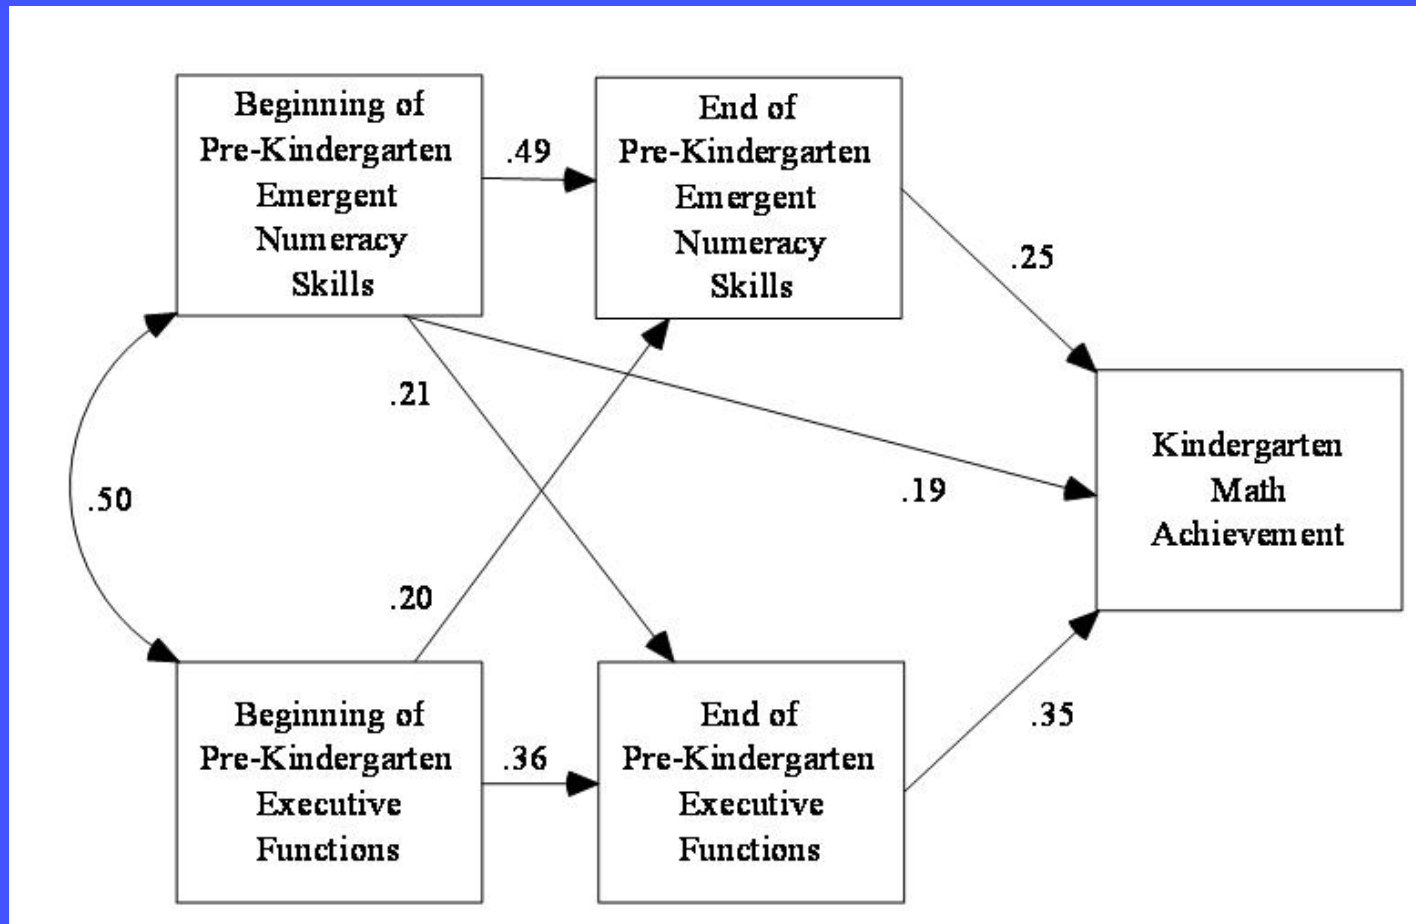 Beginning of
Pre-Kindergarten
Emergent
Numeracy
Skills
.49
End of
Pre-Kindergarten
Emergent
Numeracy
Skills
.25
.21
.19
.50
.20
Kindergarten
Math
Achievement
Beginning of
Pre-Kindergarten
Executive
Functions
.36
End of
Pre-Kindergarten
Executive
Functions
.35